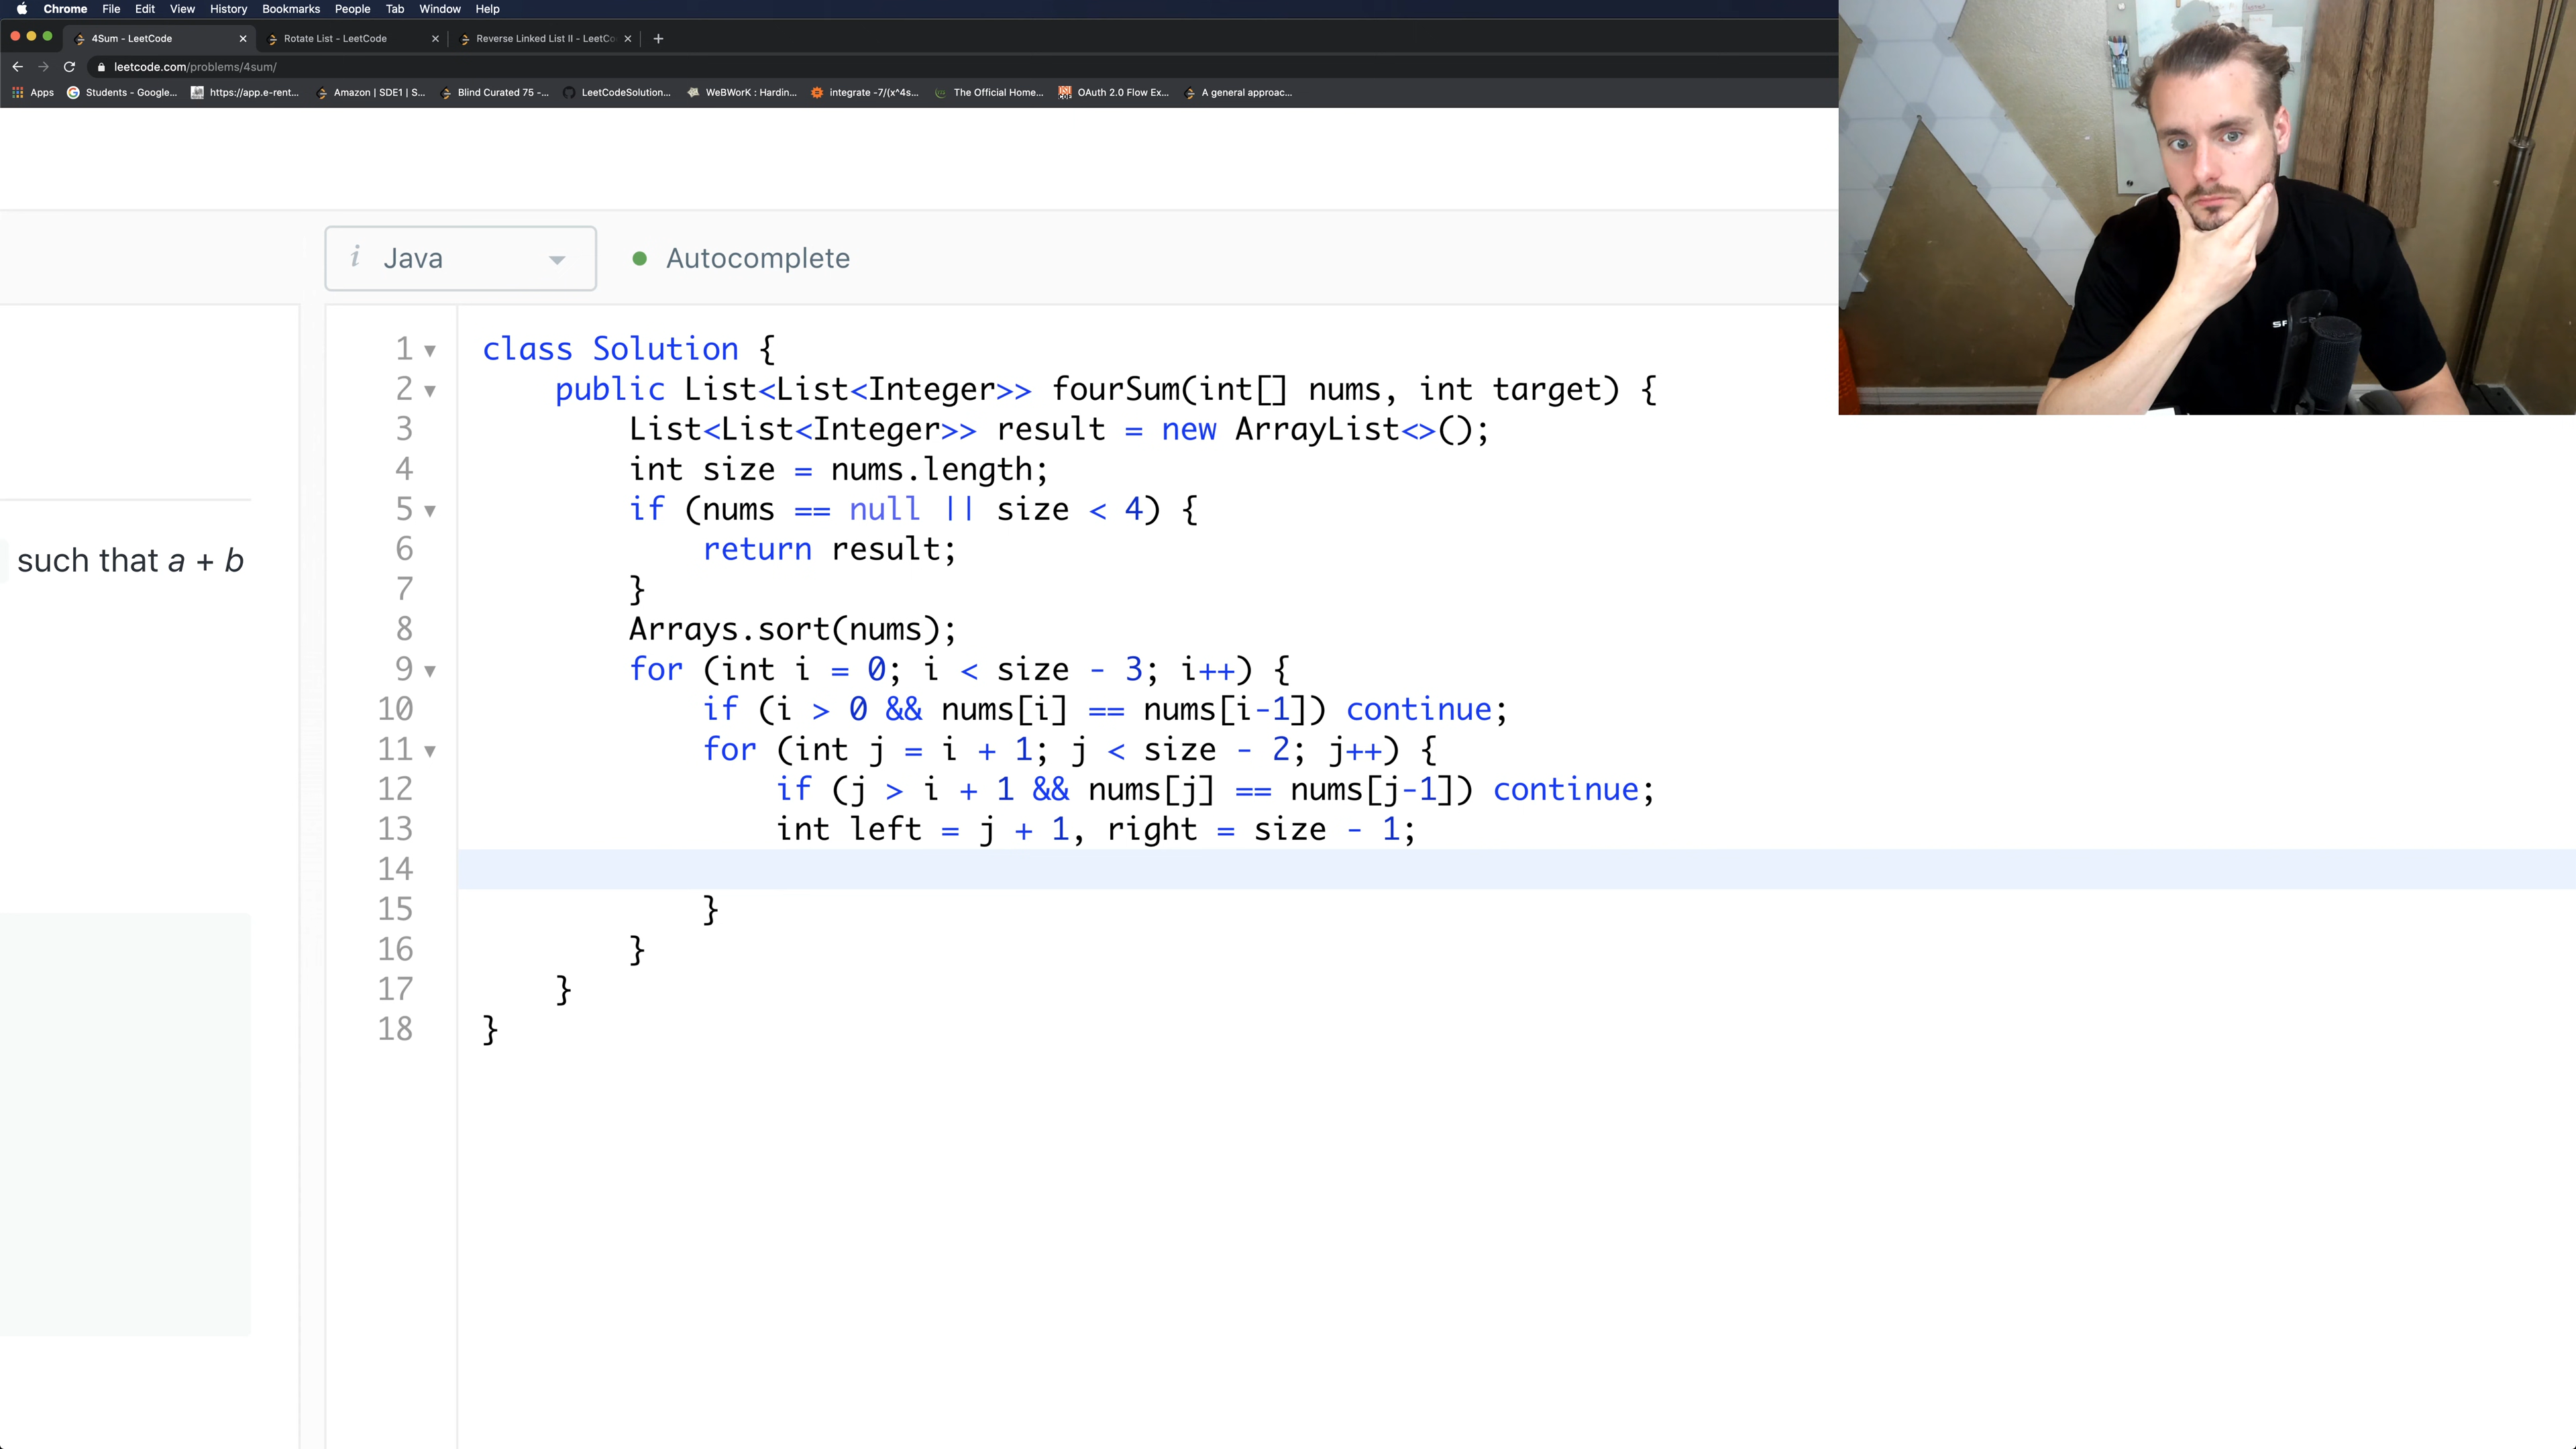 Chrome File Edit View History Bookmarks People Tab Window Help
4Sum - LeetCode Rotate List - LeetCode Reverse Linked List II - LeetCo
leetcode.com/problems/4sum/
Apps Students - Google... https://app.e-rent... Amazon | SDE1 | S... Blind Curated 75 -... LeetCodeSolution... WeBWorK : Hardin... integrate -7/(x^4s... The Official Home... OAuth 2.0 Flow Ex... A general approac...
i Java Autocomplete
such that a + b
1 class Solution {
2 public List<List<Integer>> fourSum(int[] nums, int target) {
3 List<List<Integer>> result = new ArrayList<>();
4 int size = nums.length;
5 if (nums == null || size < 4) {
6 return result;
7 }
8 Arrays.sort(nums);
9 for (int i = 0; i < size - 3; i++) {
10 if (i > 0 && nums[i] == nums[i-1]) continue;
11 for (int j = i + 1; j < size - 2; j++) {
12 if (j > i + 1 && nums[j] == nums[j-1]) continue;
13 int left = j + 1, right = size - 1;
14
15 }
16 }
17 }
18 }